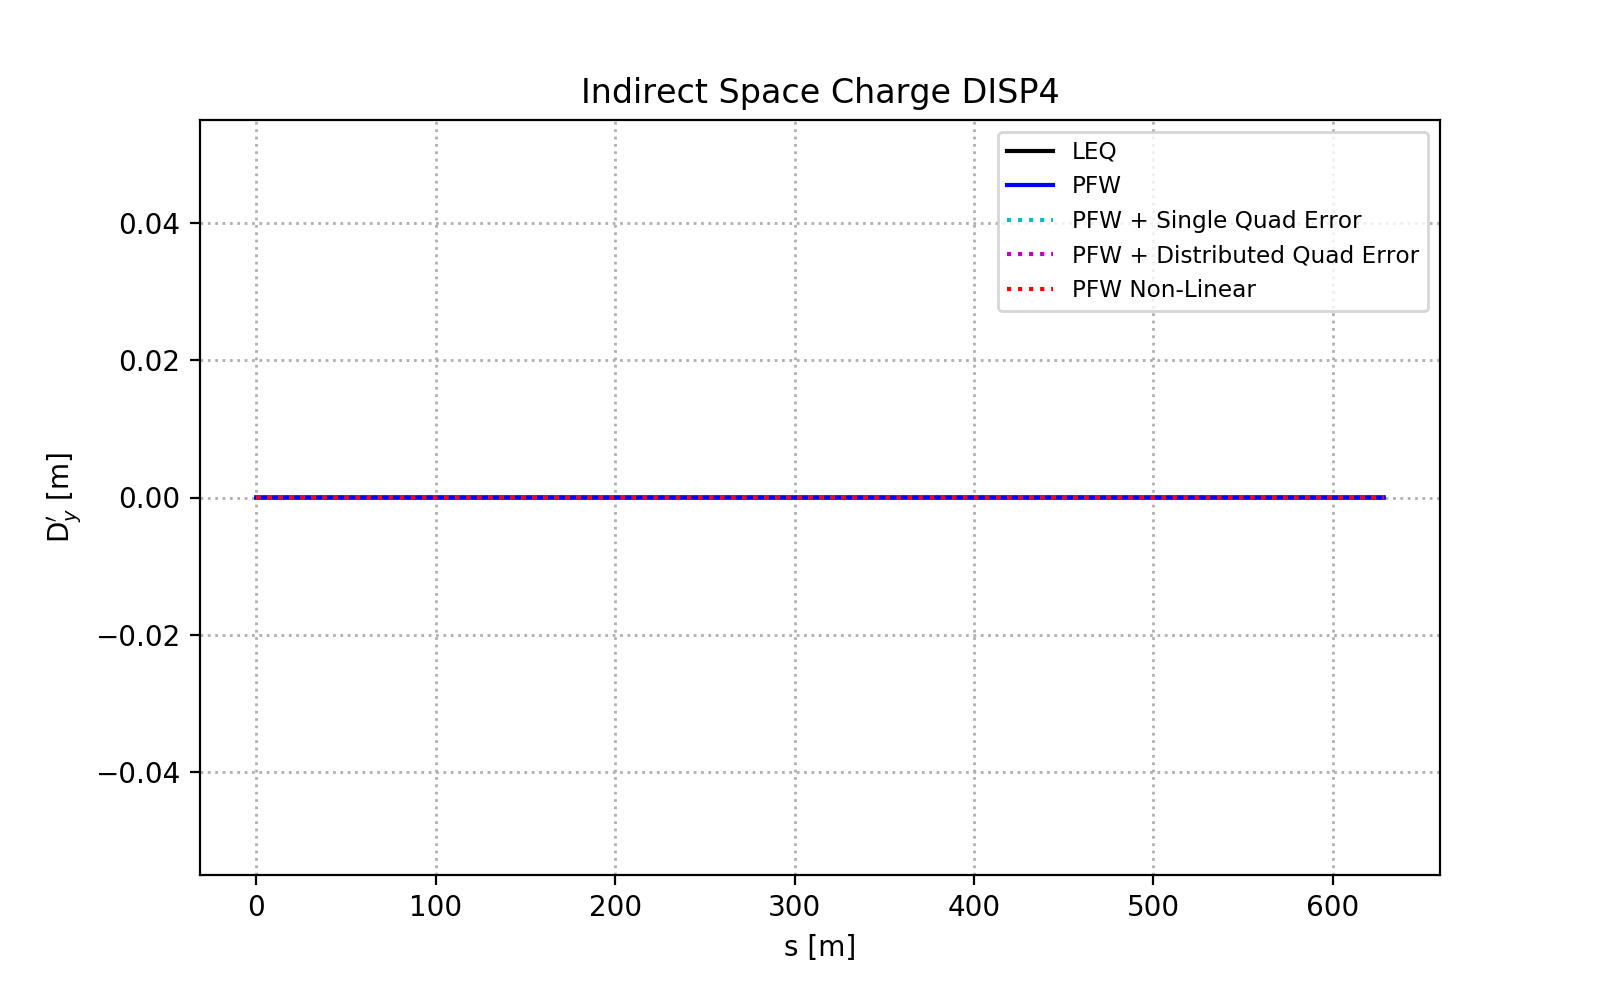 Indirect Space Charge DISP4
LEQ
PFW
PFW + Single Quad Error
PFW + Distributed Quad Error
PFW Non-Linear
0.04
0.02
0.00
−0.02
−0.04
D′y [m]
0 100 200 300 400 500 600
s [m]